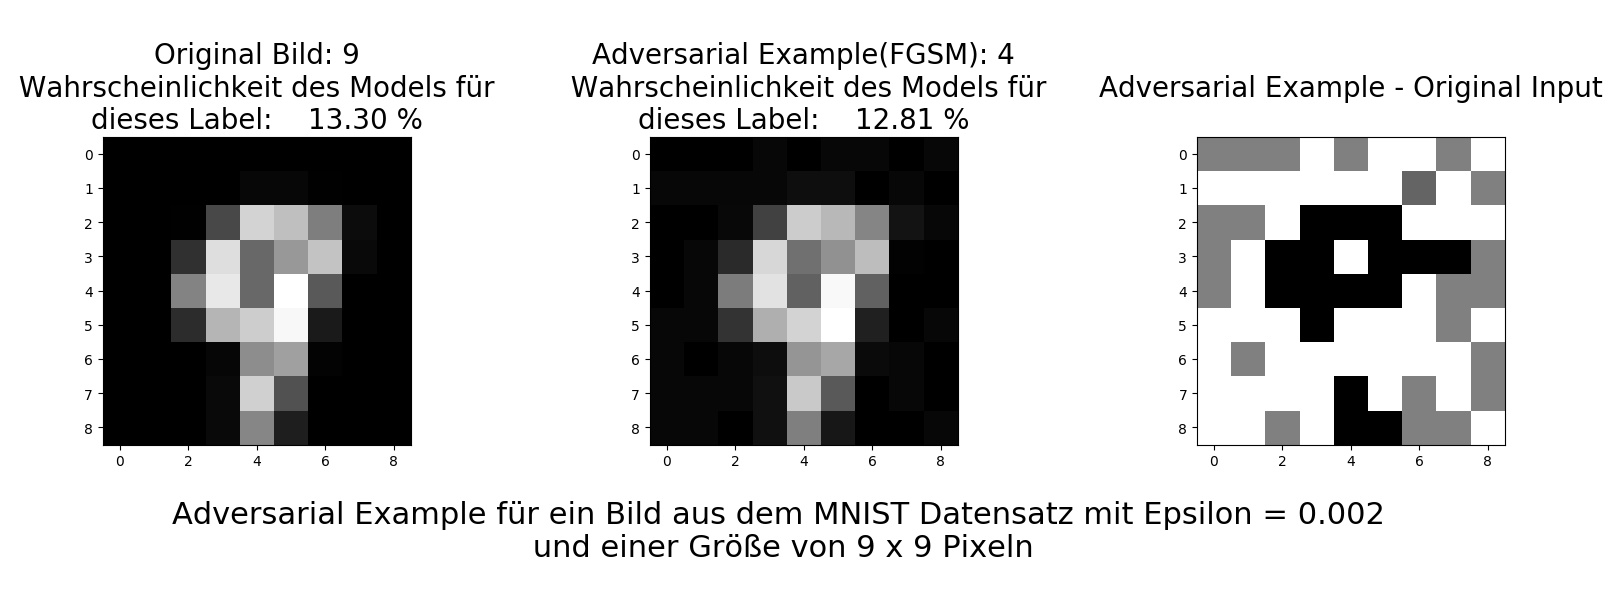 Original Bild: 9
Wahrscheinlichkeit des Models für
dieses Label:    13.30 %
0
1
2
3
4
5
6
7
8
0 2 4 6 8
Adversarial Example(FGSM): 4
Wahrscheinlichkeit des Models für
dieses Label:    12.81 %
0
1
2
3
4
5
6
7
8
0 2 4 6 8
Adversarial Example - Original Input
0
1
2
3
4
5
6
7
8
0 2 4 6 8
Adversarial Example für ein Bild aus dem MNIST Datensatz mit Epsilon = 0.002
und einer Größe von 9 x 9 Pixeln